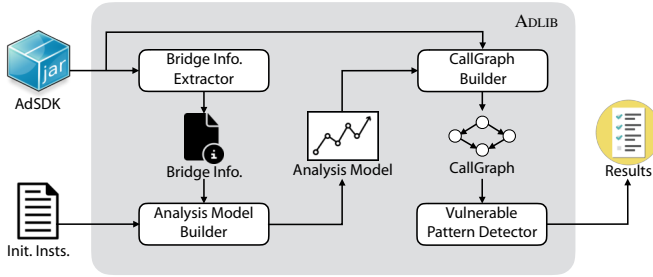 ADLIB
jar
AdSDK
Bridge Info.
Extractor
CallGraph
Builder
Bridge Info.
Analysis Model
CallGraph
Results
Init. Insts.
Analysis Model
Builder
Vulnerable
Pattern Detector